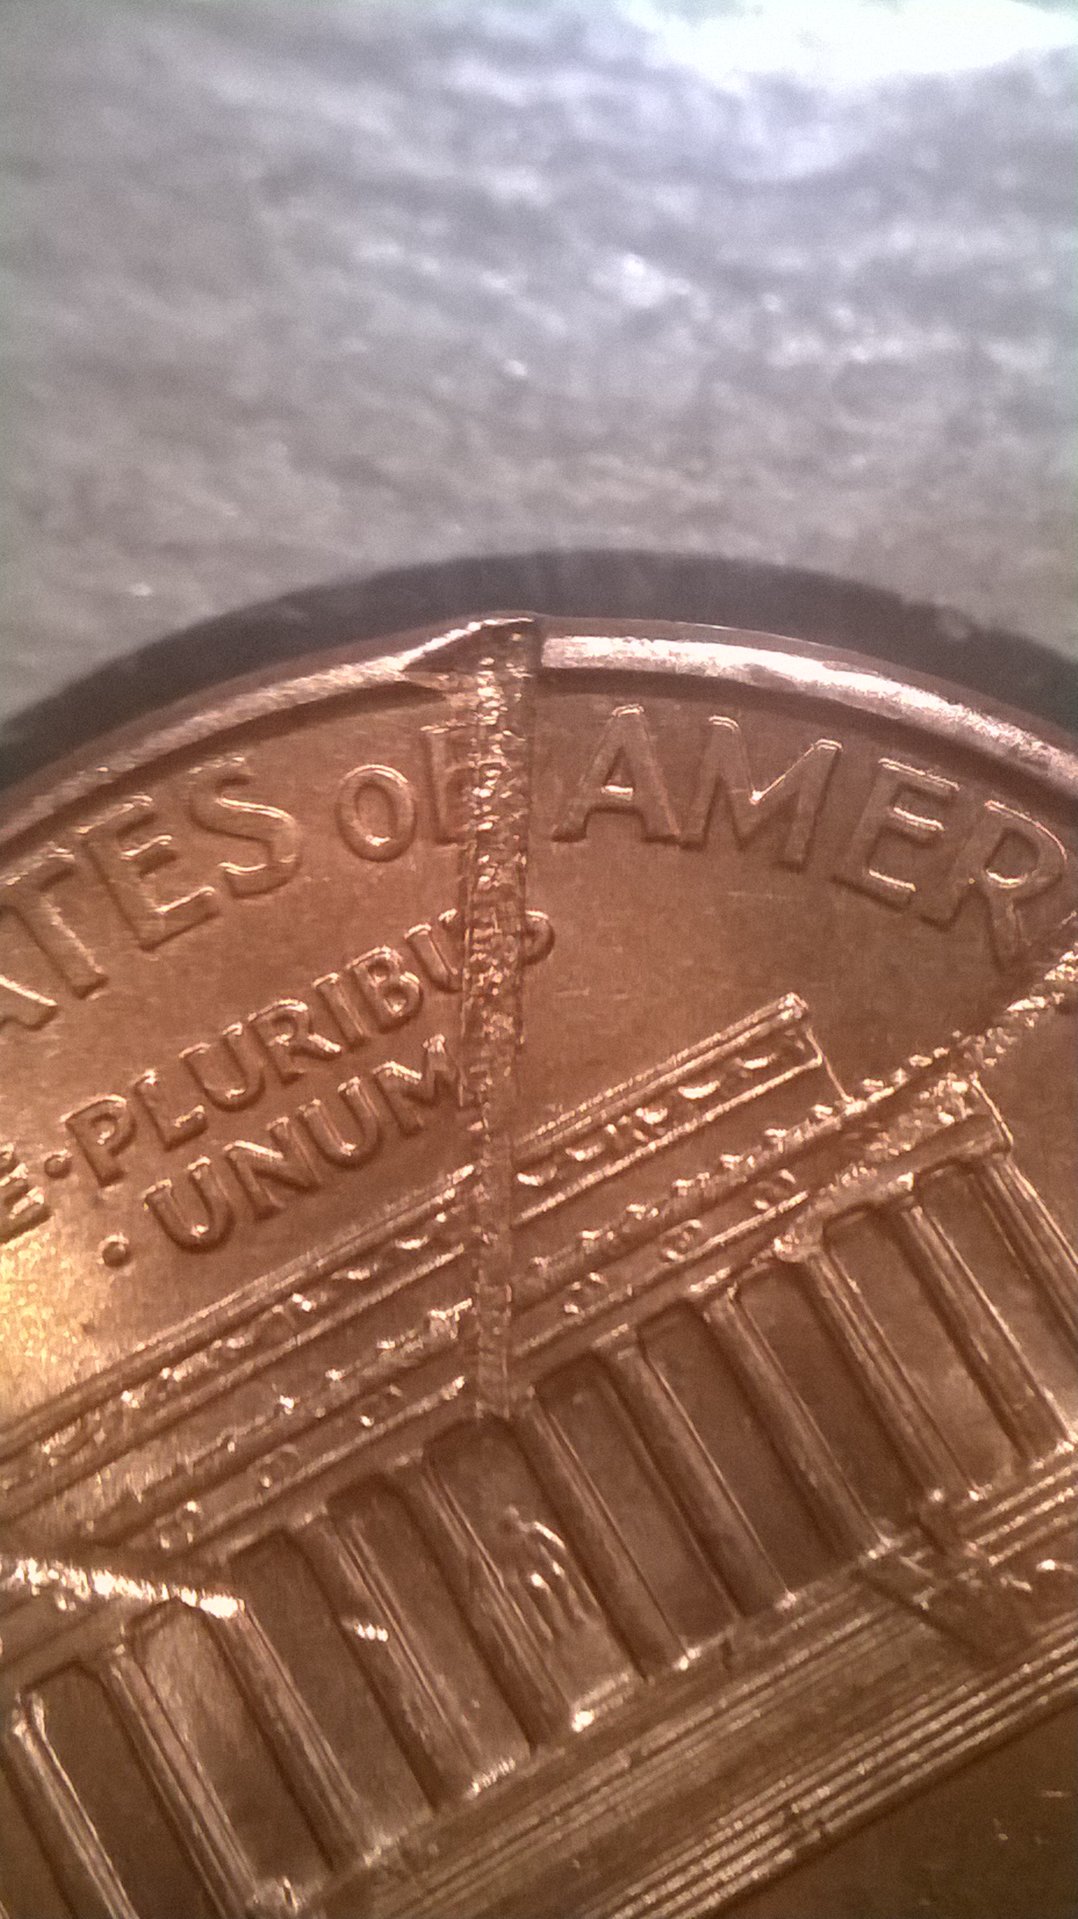 ATES OF AMER
E·PLURIBUS
·UNUM